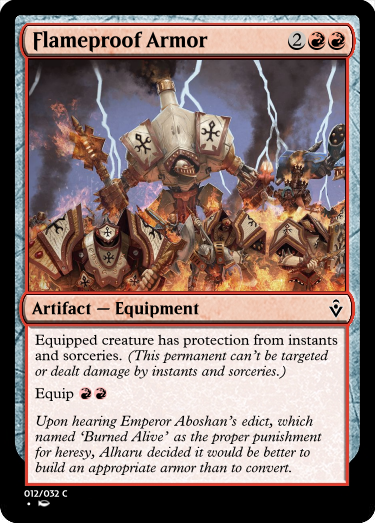 Flameproof Armor 2
Artifact — Equipment
Equipped creature has protection from instants
and sorceries. (This permanent can't be targeted
or dealt damage by instants and sorceries.)
Equip
Upon hearing Emperor Aboshan's edict, which
named 'Burned Alive' as the proper punishment
for heresy, Alharu decided it would be better to
build an appropriate armor than to convert.
012/032 C